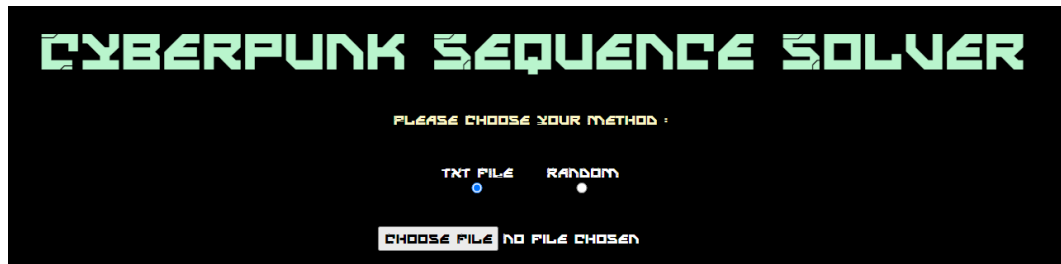 CYBERPUNK SEQUENCE SOLVER
PLEASE CHOOSE YOUR METHOD :
TXT FILE RANDOM
CHOOSE FILE NO FILE CHOSEN